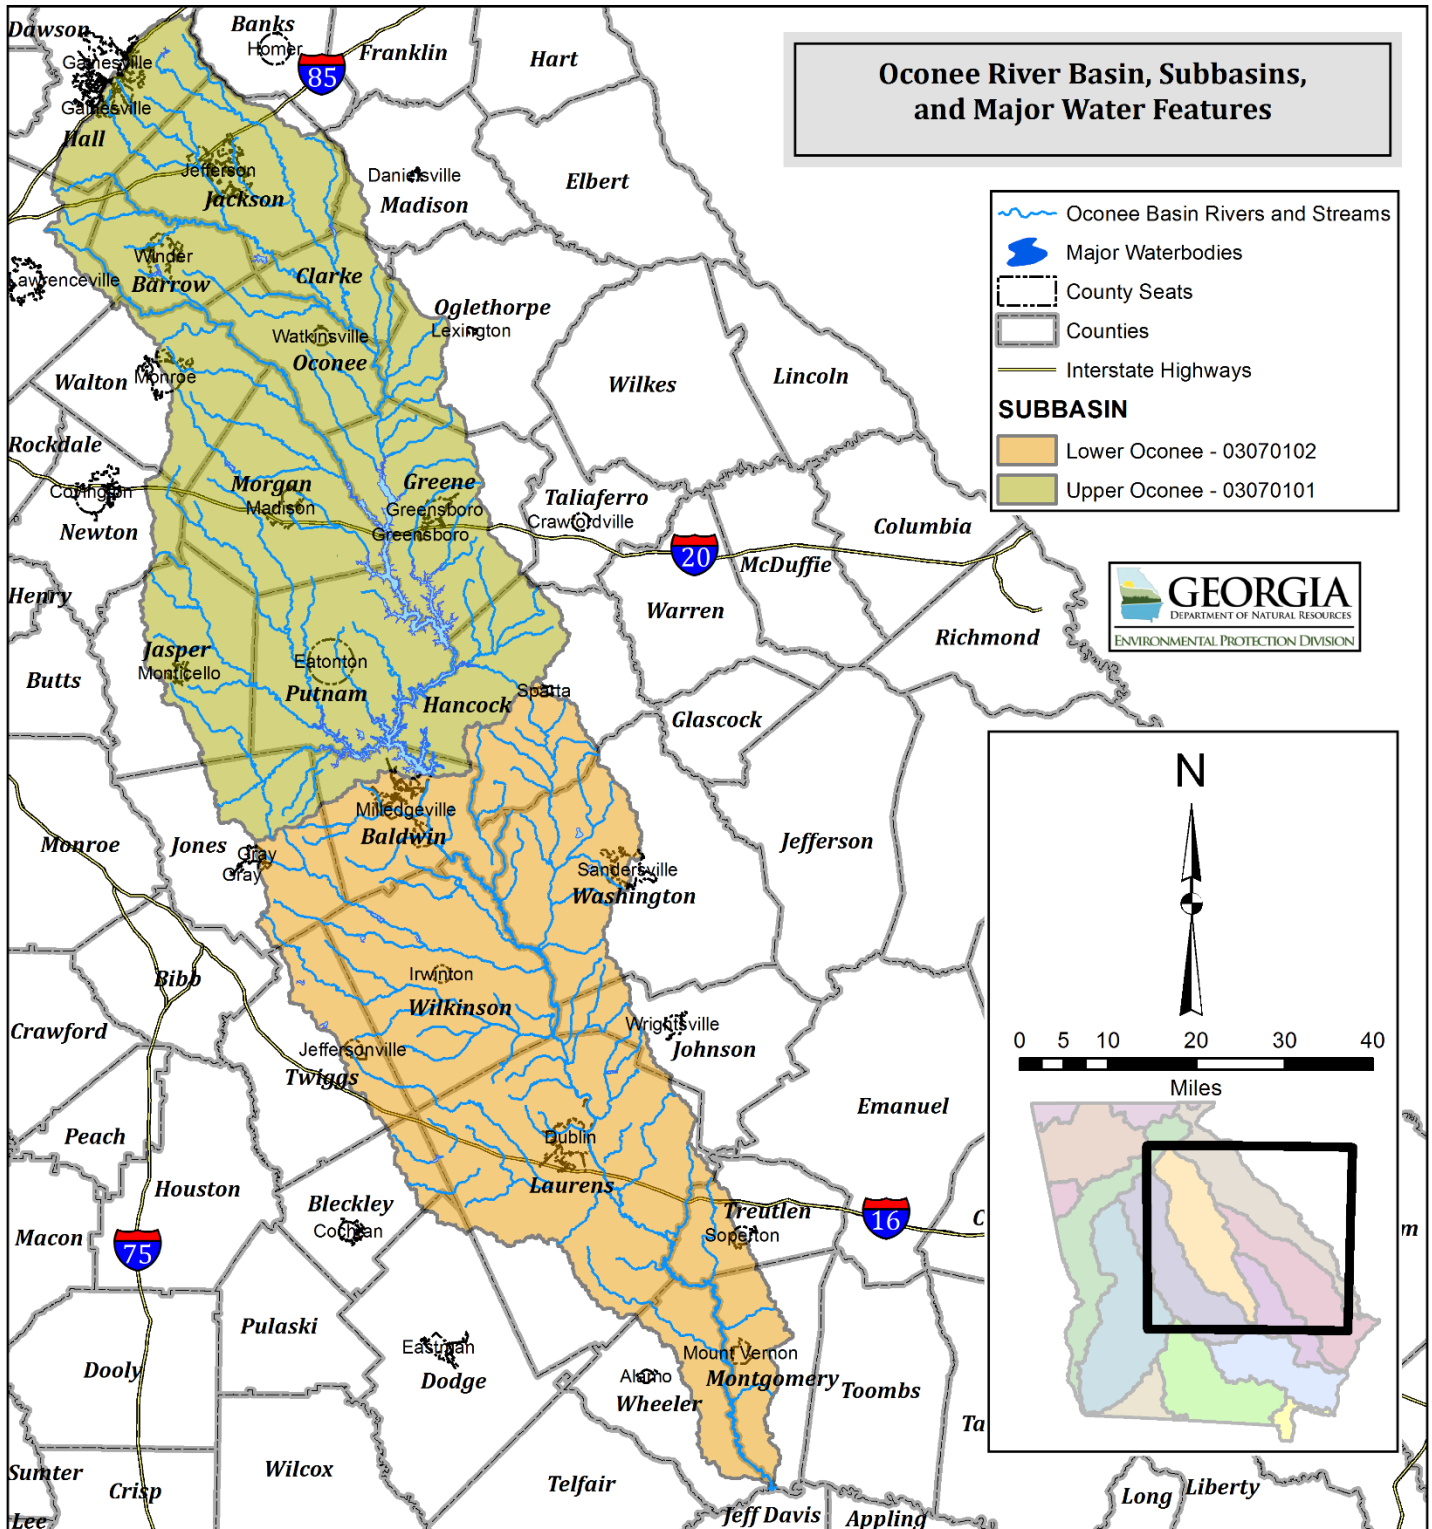 Oconee River Basin, Subbasins,
and Major Water Features
Oconee Basin Rivers and Streams
Major Waterbodies
County Seats
Counties
Interstate Highways
SUBBASIN
Lower Oconee - 03070102
Upper Oconee - 03070101
GEORGIA
DEPARTMENT OF NATURAL RESOURCES
ENVIRONMENTAL PROTECTION DIVISION
Dawson
Banks
Homer
Franklin
Hart
Gainesville
85
Gainesville
Hall
Jefferson
Jackson
Danielsville
Madison
Elbert
Winder
Barrow
Clarke
Lawrenceville
Oglethorpe
Lexington
Watkinsville
Oconee
Walton
Monroe
Wilkes
Lincoln
Rockdale
Covington
Newton
Morgan
Madison
Greene
Greensboro
Greensboro
Taliaferro
Crawfordville
Columbia
20
McDuffie
Henry
Warren
Richmond
Jasper
Monticello
Butts
Eatonton
Putnam
Hancock
Sparta
Glascock
Milledgeville
Baldwin
Monroe
Jones
Gray
Gray
Jefferson
Sandersville
Washington
Bibb
Irwinton
Wilkinson
Crawford
Wrightsville
Johnson
Jeffersonville
Twiggs
Emanuel
Peach
Dublin
Laurens
Houston
Bleckley
Cochran
Treutlen
Soperton
16
C
m
Macon
75
Pulaski
Eastman
Dodge
Dooly
Mount Vernon
Montgomery
Alamo
Wheeler
Toombs
Ta
Sumter
Crisp
Lee
Wilcox
Telfair
Jeff Davis
Appling
Long
Liberty
N
0 5 10 20 30 40
Miles